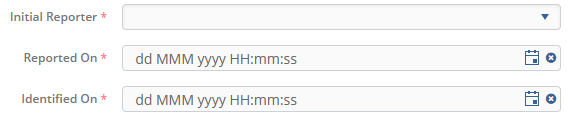 Initial Reporter *
Reported On * dd MMM yyyy HH:mm:ss
Identified On * dd MMM yyyy HH:mm:ss